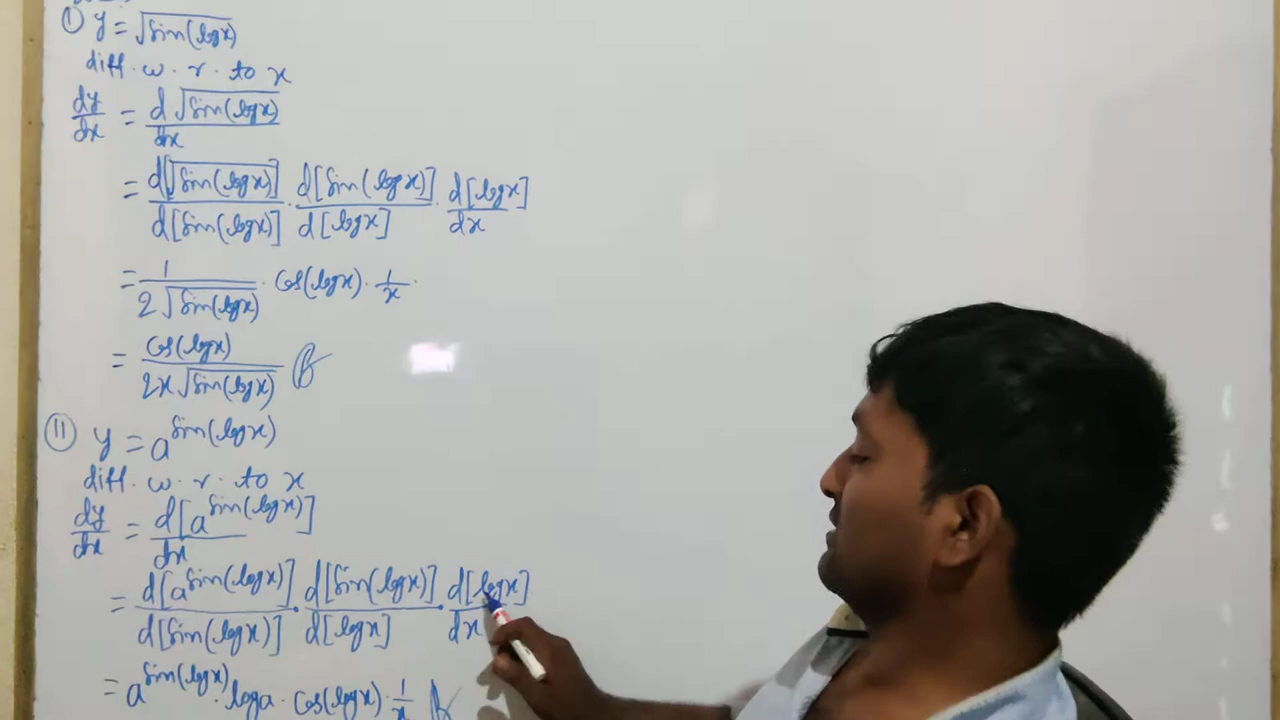 ① y = √sin(logx)
diff. w. r. to x
dy/dx = d √sin(logx) / dx
= d[√sin(logx)] / d[sin(logx)] · d[sin(logx)] / d[logx] · d[logx] / dx
= 1 / 2√sin(logx) · cos(logx) · 1/x ·
= cos(logx) / 2x√sin(logx)
⑪ y = a^sin(logx)
diff. w. r. to x
dy/dx = d[a^sin(logx)] / dx
= d[a^sin(logx)] / d[sin(logx)] · d[sin(logx)] / d[logx] · d[logx] / dx
= a^sin(logx) · loga · cos(logx) · 1/x